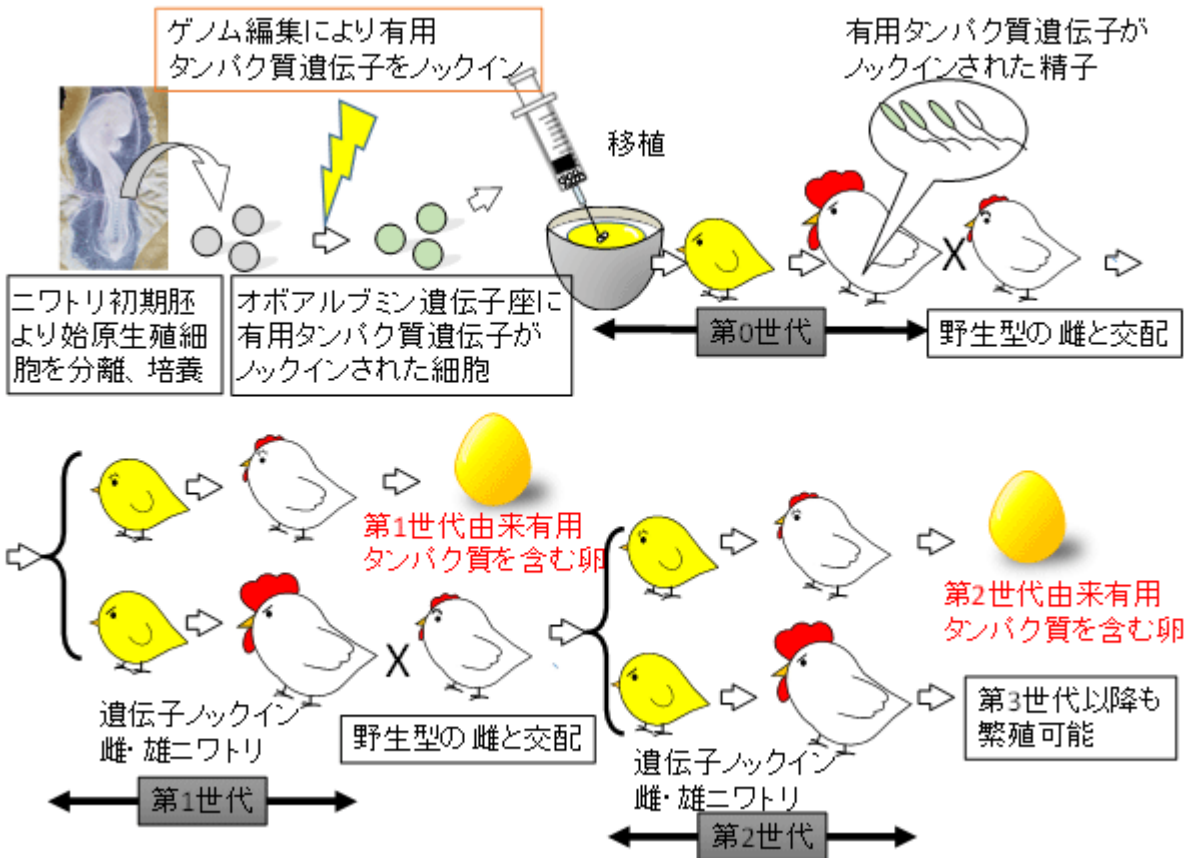 ゲノム編集により有用
タンパク質遺伝子をノックイン
有用タンパク質遺伝子が
ノックインされた精子
移植
ニワトリ初期胚
より始原生殖細
胞を分離、培養
オボアルブミン遺伝子座に
有用タンパク質遺伝子が
ノックインされた細胞
X
第0世代
野生型の雌と交配
第1世代由来有用
タンパク質を含む卵
第2世代由来有用
タンパク質を含む卵
X
遺伝子ノックイン
雌・雄ニワトリ
野生型の雌と交配
第3世代以降も
繁殖可能
遺伝子ノックイン
雌・雄ニワトリ
第1世代
第2世代